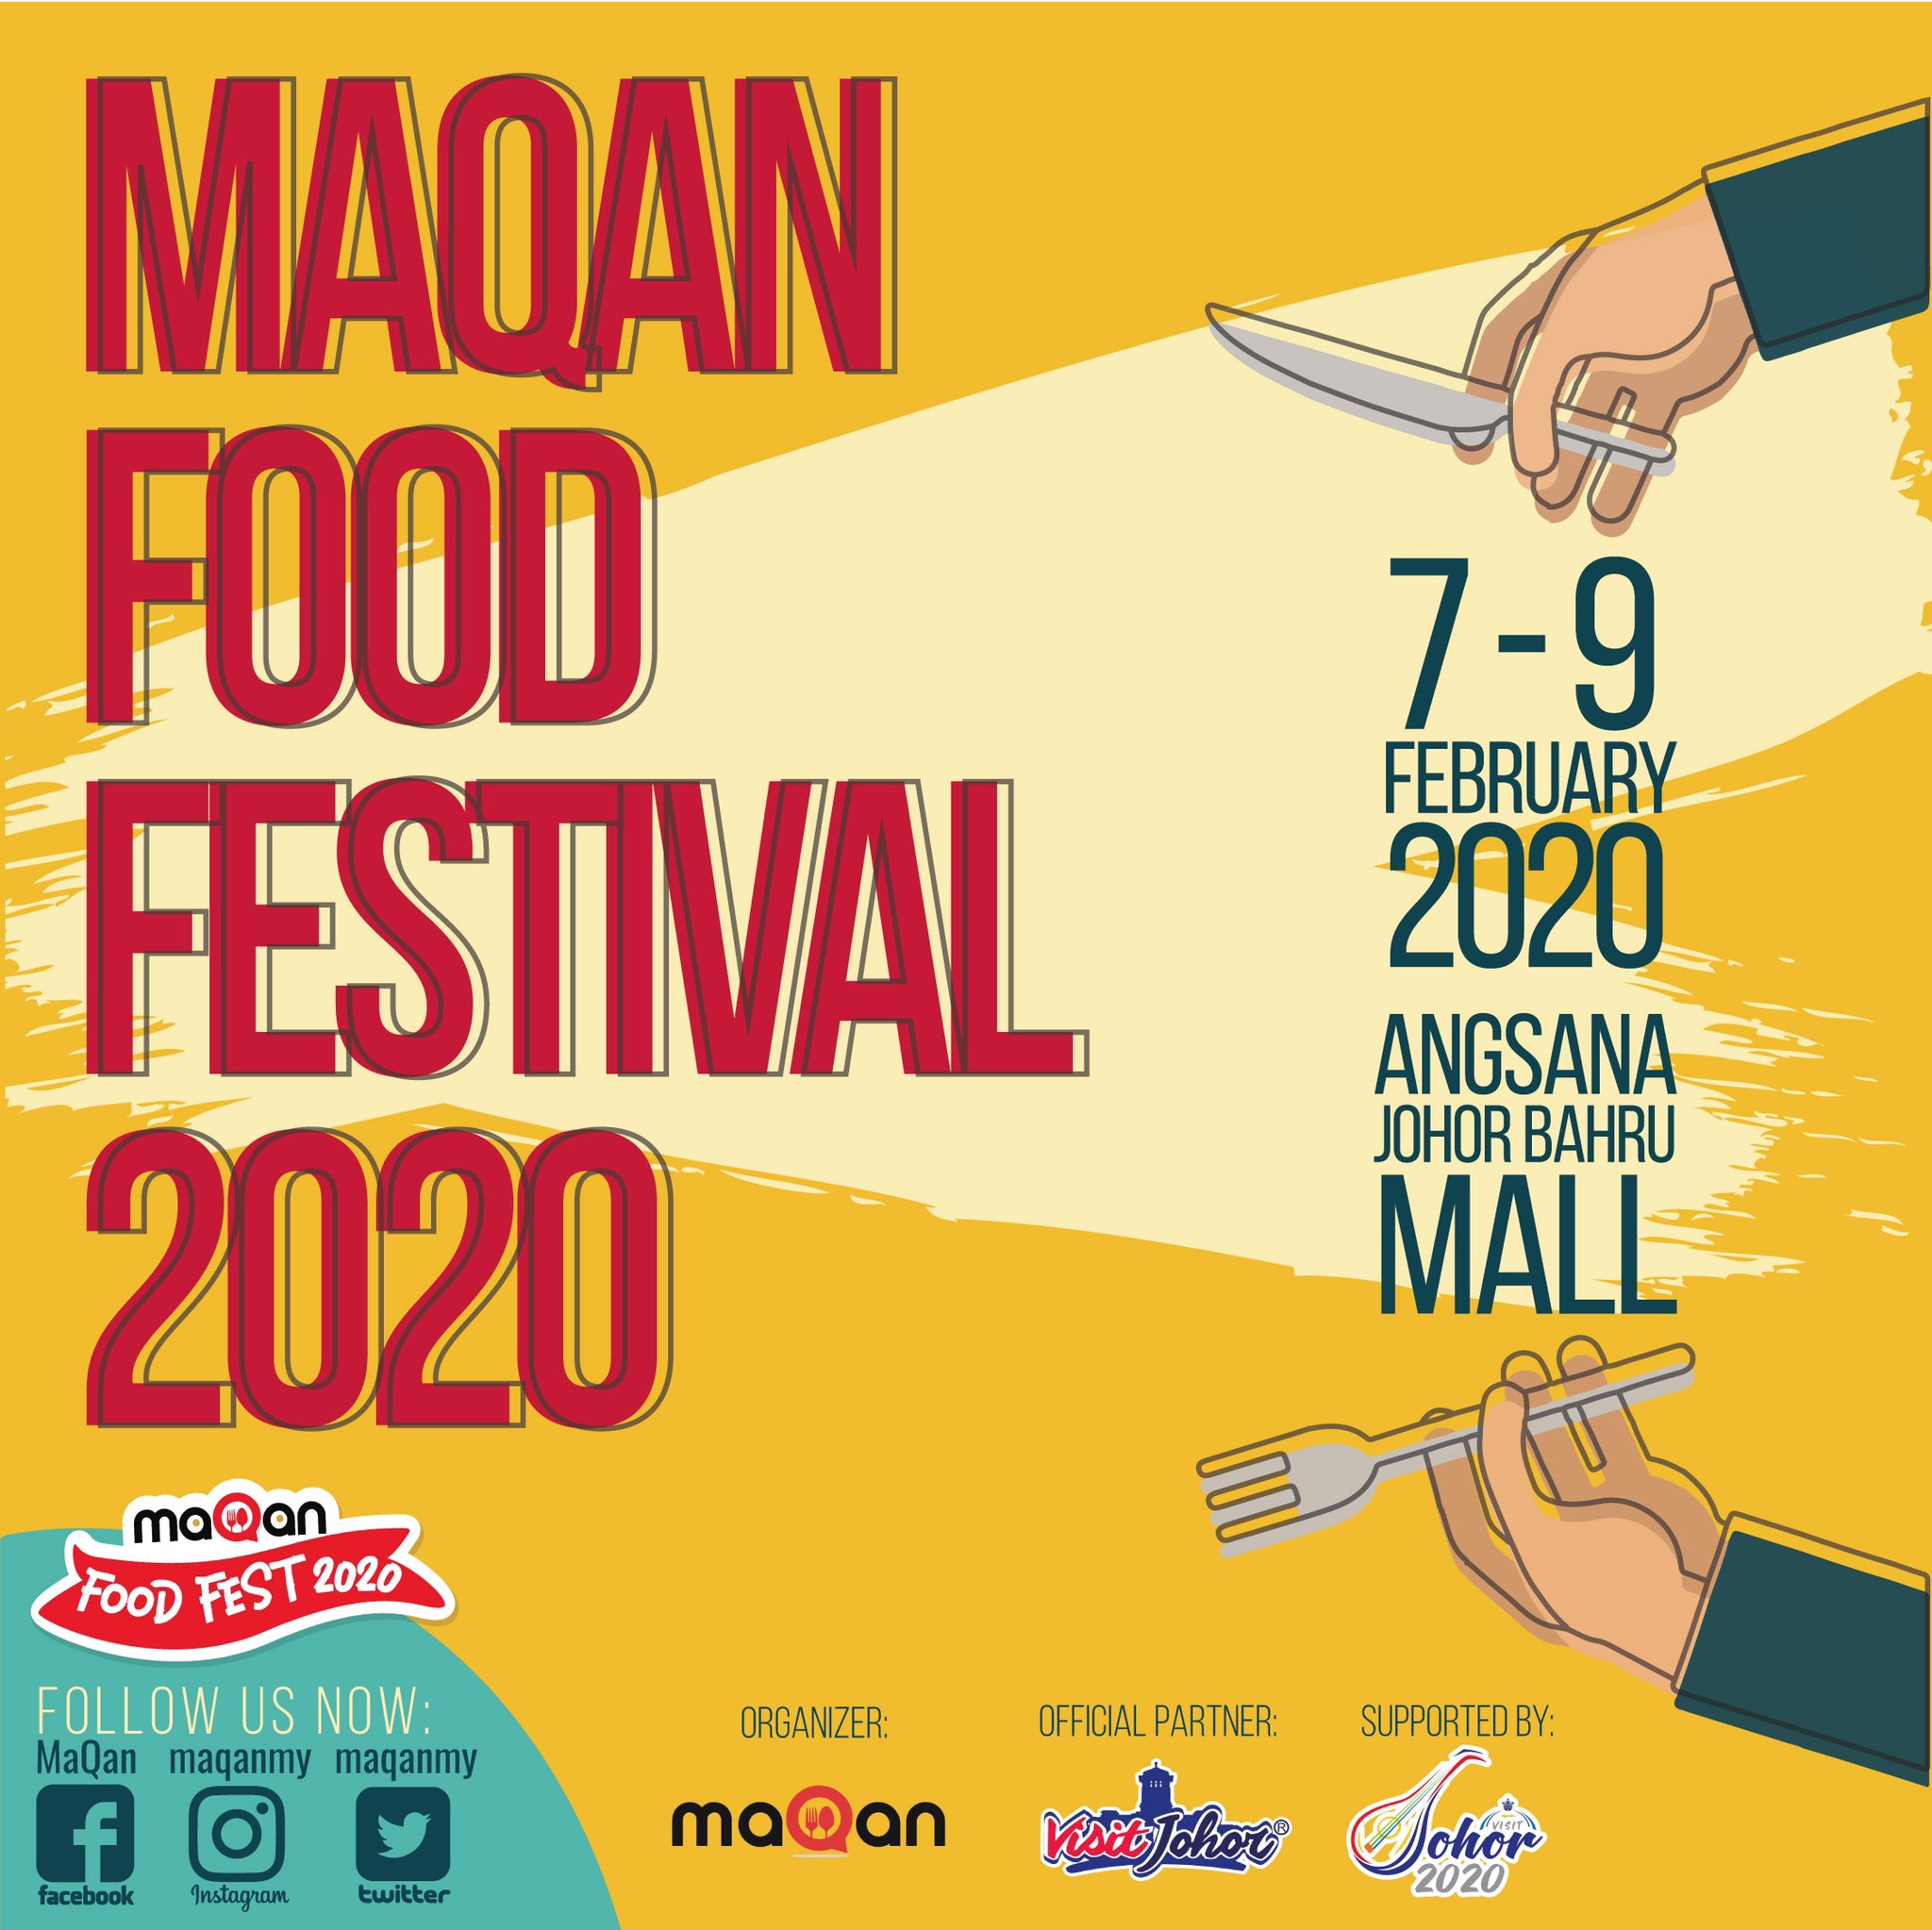 MAQAN
FOOD
FESTIVAL
2020
7 - 9
FEBRUARY
2020
ANGSANA
JOHOR BAHRU
MALL
maQan
FOOD FEST 2020
FOLLOW US NOW:
MaQan maqanmy maqanmy
facebook Instagram twitter
ORGANIZER:
maQan
OFFICIAL PARTNER:
Visit Johor®
SUPPORTED BY:
VISIT
Johor
2020